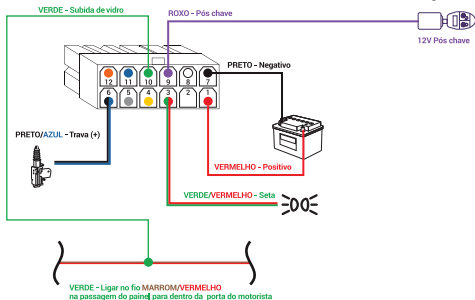 VERDE - Subida de vidro
ROXO - Pós chave
12V Pós chave
PRETO - Negativo
12 11 10 9 8 7
6 5 4 3 2 1
PRETO/AZUL - Trava (+)
VERMELHO - Positivo
VERDE/VERMELHO - Seta
VERDE - Ligar no fio MARROM/VERMELHO
na passagem do painel para dentro da porta do motorista